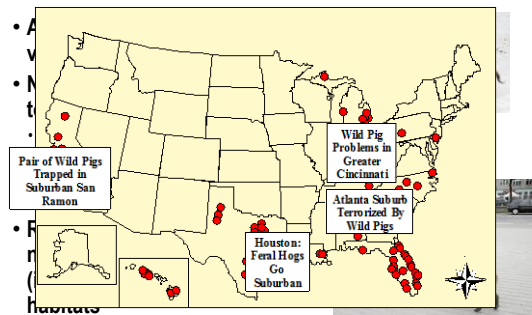 Wild Pig
Problems in
Greater
Cincinnati
Pair of Wild Pigs
Trapped in
Suburban San
Ramon
Atlanta Suburb
Terrorized By
Wild Pigs
Houston:
Feral Hogs
Go
Suburban
habitats